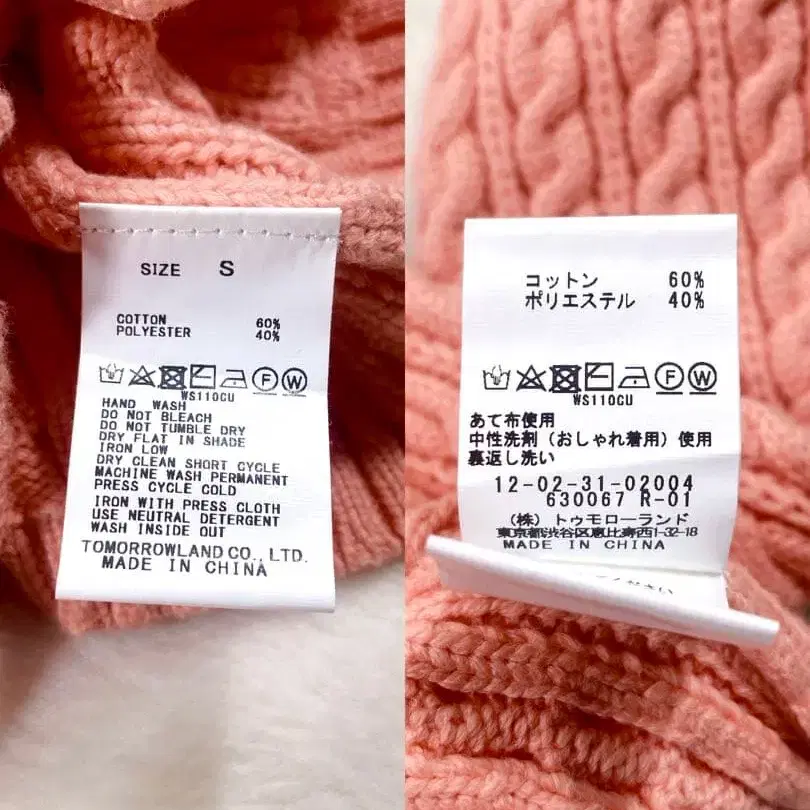 SIZE S
COTTON 60%
POLYESTER 40%
F W
WS110CU
HAND WASH
DO NOT BLEACH
DO NOT TUMBLE DRY
DRY FLAT IN SHADE
IRON LOW
DRY CLEAN SHORT CYCLE
MACHINE WASH PERMANENT
PRESS CYCLE COLD
IRON WITH PRESS CLOTH
USE NEUTRAL DETERGENT
WASH INSIDE OUT
TOMORROWLAND CO., LTD.
MADE IN CHINA
コットン 60%
ポリエステル 40%
F W
WS110CU
あて布使用
中性洗剤(おしゃれ着用)使用
裏返し洗い
12-02-31-02004
630067 R-01
(株)トゥモローランド
東京都渋谷区恵比寿西1-32-18
MADE IN CHINA
ください